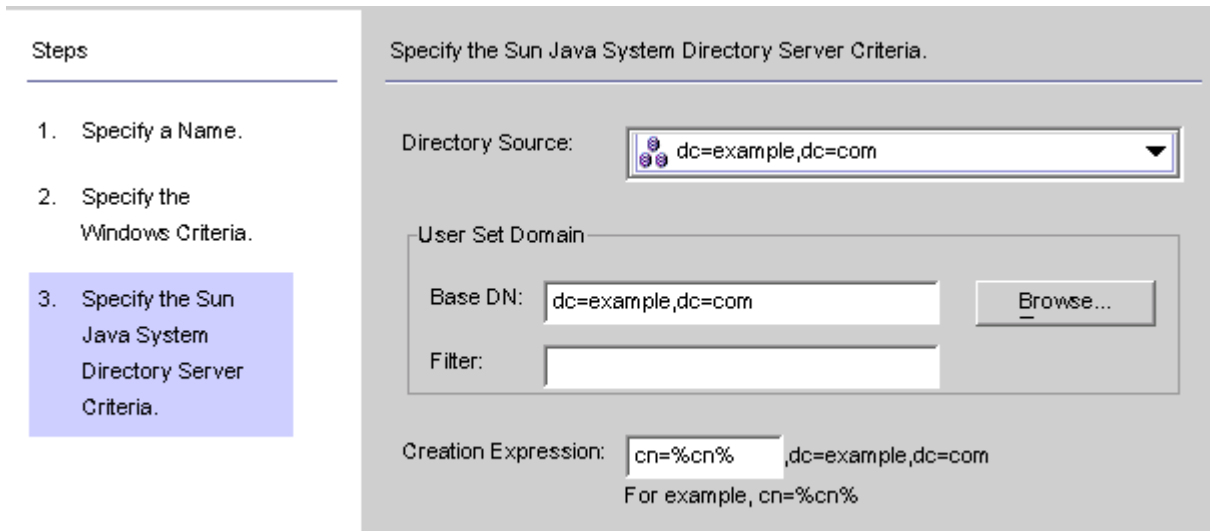 Steps
1. Specify a Name.
2. Specify the
Windows Criteria.
3. Specify the Sun
Java System
Directory Server
Criteria.
Specify the Sun Java System Directory Server Criteria.
Directory Source: dc=example,dc=com
User Set Domain
Base DN: dc=example,dc=com Browse...
Filter:
Creation Expression: cn=%cn% ,dc=example,dc=com
For example, cn=%cn%